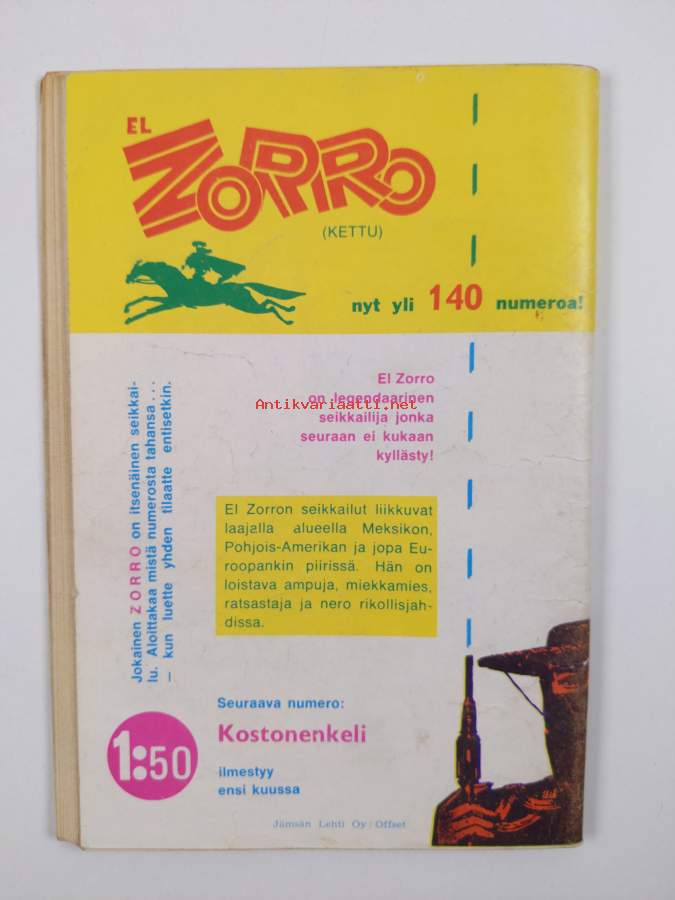 EL
ZORRO
(KETTU)
nyt yli 140 numeroa!
El Zorro
on legendaarinen
seikkailija jonka
seuraan ei kukaan
kyllästy!
Antikvariaatti.net
Jokainen ZORRO on itsenäinen seikkai-
lu. Aloittakaa mistä numerosta tahansa...
— kun luette yhden tilaatte entisetkin.
El Zorron seikkailut liikkuvat
laajalla alueella Meksikon,
Pohjois-Amerikan ja jopa Eu-
roopankin piirissä. Hän on
loistava ampuja, miekkamies,
ratsastaja ja nero rikollisjah-
dissa.
Seuraava numero:
Kostonenkeli
ilmestyy
ensi kuussa
1:50
Jämsän Lehti Oy / Offset